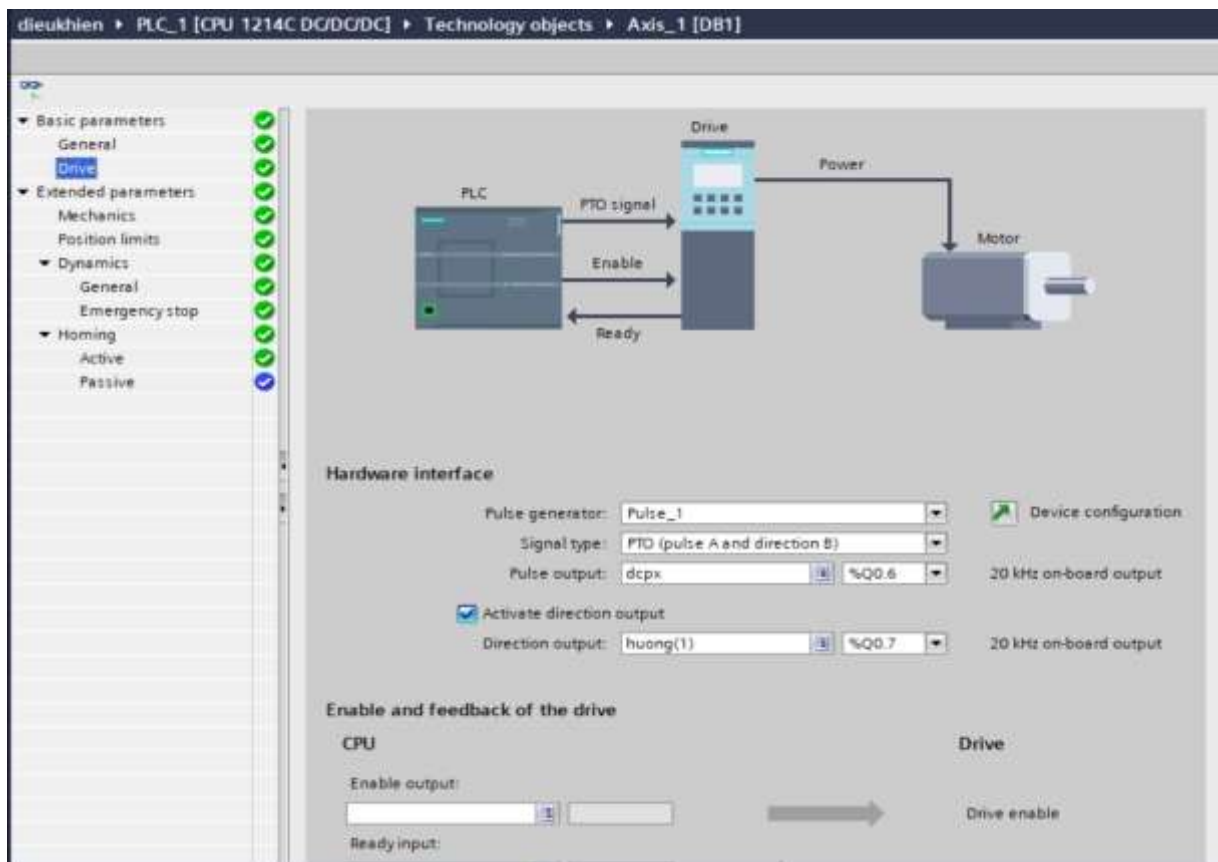 dieukhien ▸ PLC_1 [CPU 1214C DC/DC/DC] ▸ Technology objects ▸ Axis_1 [DB1]
Basic parameters
General
Drive
Extended parameters
Mechanics
Position limits
Dynamics
General
Emergency stop
Homing
Active
Passive
Drive
Power
PLC
PTO signal
Motor
Enable
Ready
Hardware interface
Pulse generator: Pulse_1 Device configuration
Signal type: PTO (pulse A and direction B)
Pulse output: dcpx %Q0.6 20 kHz on-board output
Activate direction output
Direction output: huong(1) %Q0.7 20 kHz on-board output
Enable and feedback of the drive
CPU Drive
Enable output:
Drive enable
Ready input: